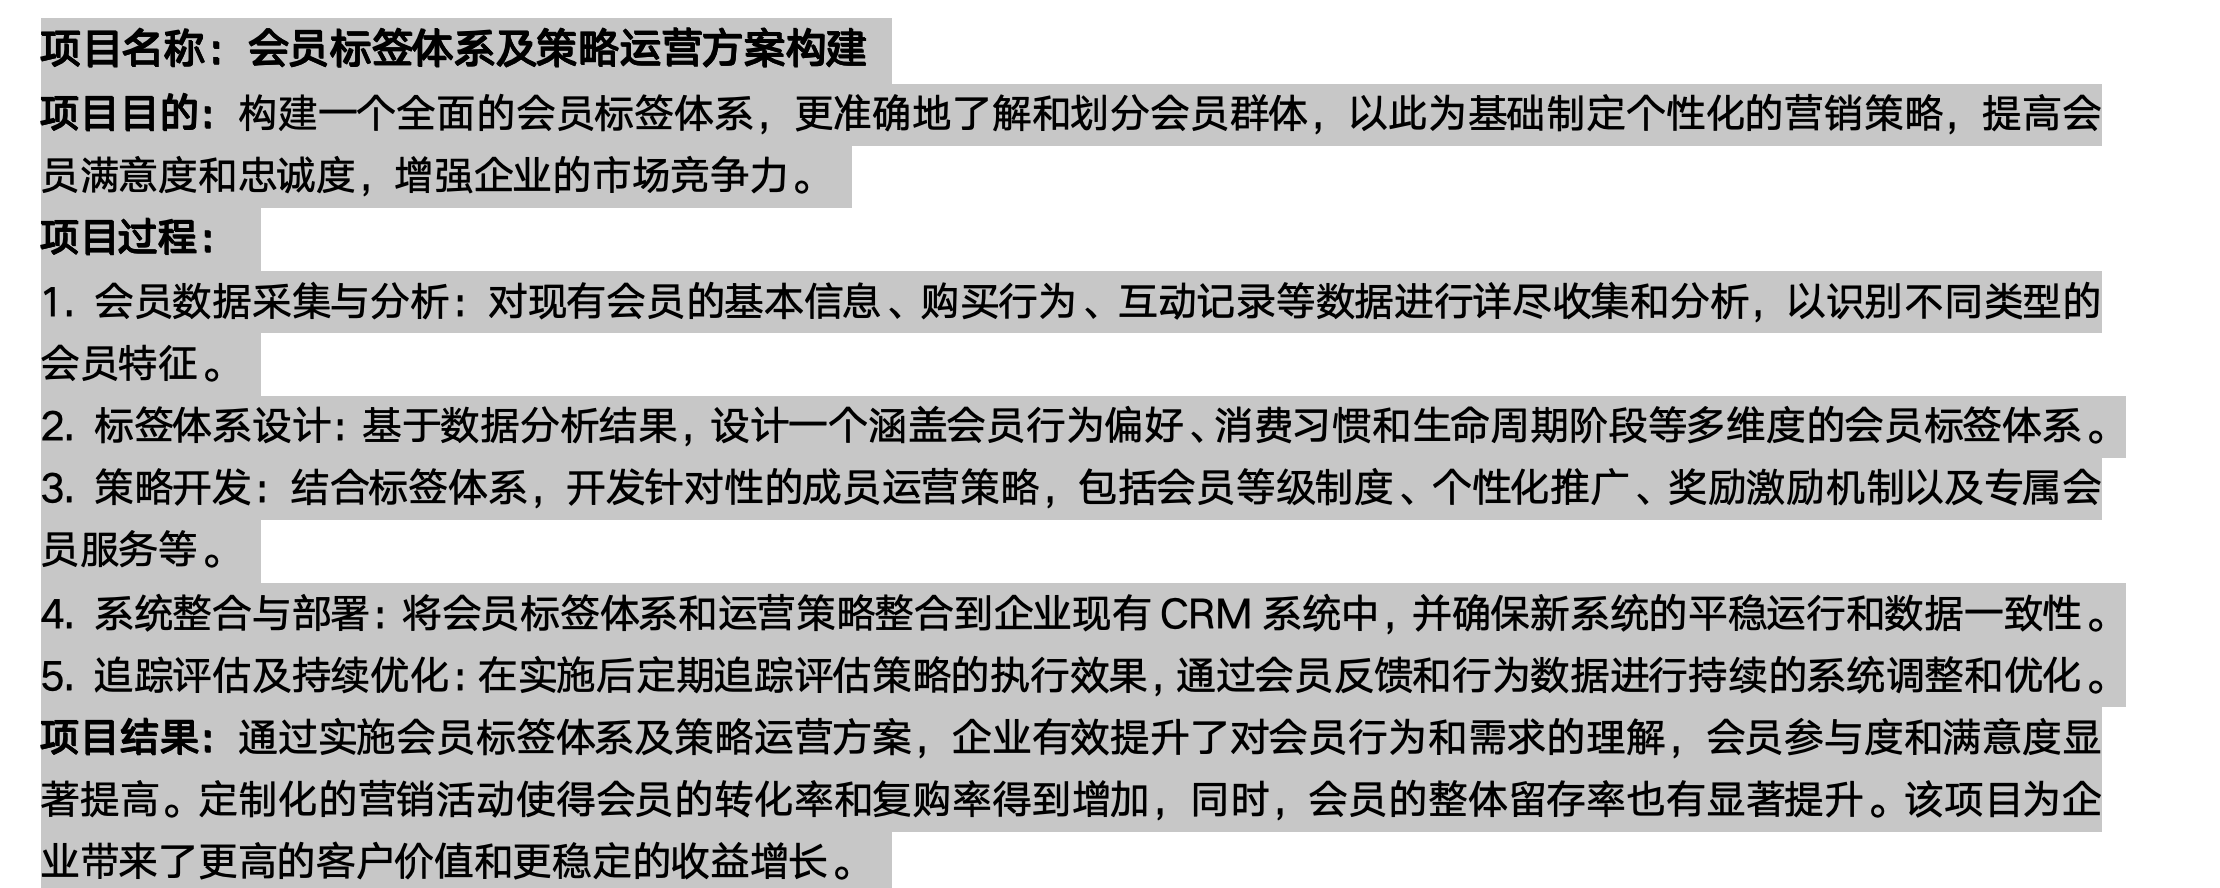 项目名称：会员标签体系及策略运营方案构建
项目目的：构建一个全面的会员标签体系，更准确地了解和划分会员群体，以此为基础制定个性化的营销策略，提高会
员满意度和忠诚度，增强企业的市场竞争力。
项目过程：
1. 会员数据采集与分析：对现有会员的基本信息、购买行为、互动记录等数据进行详尽收集和分析，以识别不同类型的
会员特征。
2. 标签体系设计：基于数据分析结果，设计一个涵盖会员行为偏好、消费习惯和生命周期阶段等多维度的会员标签体系。
3. 策略开发：结合标签体系，开发针对性的成员运营策略，包括会员等级制度、个性化推广、奖励激励机制以及专属会
员服务等。
4. 系统整合与部署：将会员标签体系和运营策略整合到企业现有 CRM 系统中，并确保新系统的平稳运行和数据一致性。
5. 追踪评估及持续优化：在实施后定期追踪评估策略的执行效果，通过会员反馈和行为数据进行持续的系统调整和优化。
项目结果：通过实施会员标签体系及策略运营方案，企业有效提升了对会员行为和需求的理解，会员参与度和满意度显
著提高。定制化的营销活动使得会员的转化率和复购率得到增加，同时，会员的整体留存率也有显著提升。该项目为企
业带来了更高的客户价值和更稳定的收益增长。